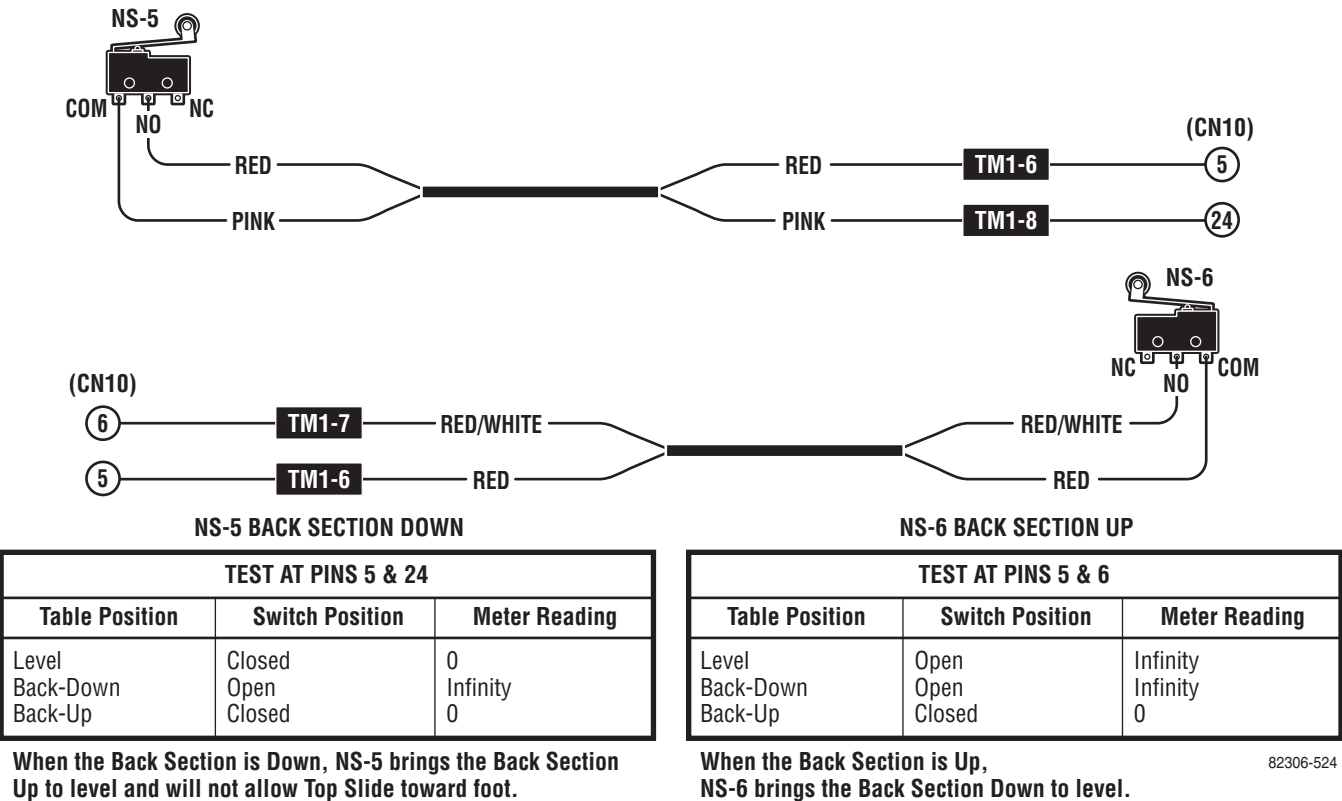 NS-5
COM
NO
NC
(CN10)
RED
RED
TM1-6
5
PINK
PINK
TM1-8
24
NS-6
NC
NO
COM
(CN10)
6
TM1-7
RED/WHITE
RED/WHITE
5
TM1-6
RED
RED
NS-5 BACK SECTION DOWN
TEST AT PINS 5 & 24
Table Position Switch Position Meter Reading
Level Closed 0
Back-Down Open Infinity
Back-Up Closed 0
When the Back Section is Down, NS-5 brings the Back Section
Up to level and will not allow Top Slide toward foot.
NS-6 BACK SECTION UP
TEST AT PINS 5 & 6
Table Position Switch Position Meter Reading
Level Open Infinity
Back-Down Open Infinity
Back-Up Closed 0
When the Back Section is Up,
NS-6 brings the Back Section Down to level.
82306-524